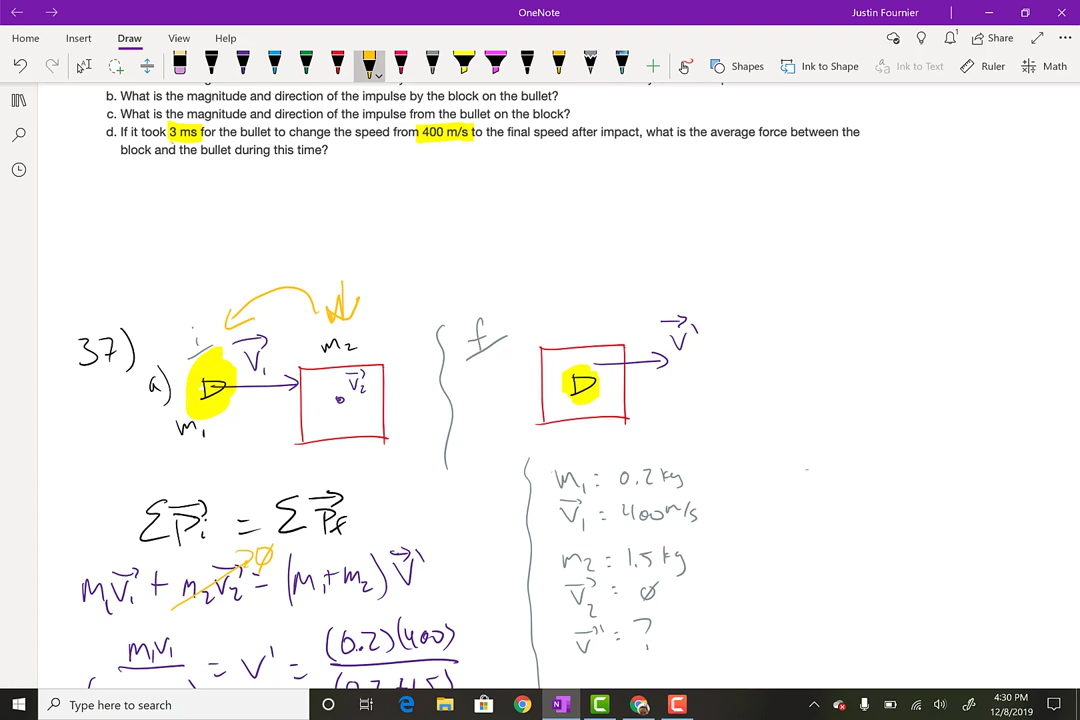 OneNote
Justin Fournier
Home Insert Draw View Help
Share
Shapes Ink to Shape Ink to Text Ruler Math
b. What is the magnitude and direction of the impulse by the block on the bullet?
c. What is the magnitude and direction of the impulse from the bullet on the block?
d. If it took 3 ms for the bullet to change the speed from 400 m/s to the final speed after impact, what is the average force between the
block and the bullet during this time?
37)
a)
i
V⃗₁
m₂
V⃗₂
m₁
f
V⃗'
ΣP⃗i = ΣP⃗f
m₁V⃗₁ + m₂V⃗₂ = (m₁+m₂) V⃗'
0
m₁v₁ = V' = (0.2)(400)
m₁ = 0.2 kg
V⃗₁ = 400 m/s
m₂ = 1.5 kg
V⃗₂ = ø
V⃗' = ?
Type here to search
4:30 PM
12/8/2019